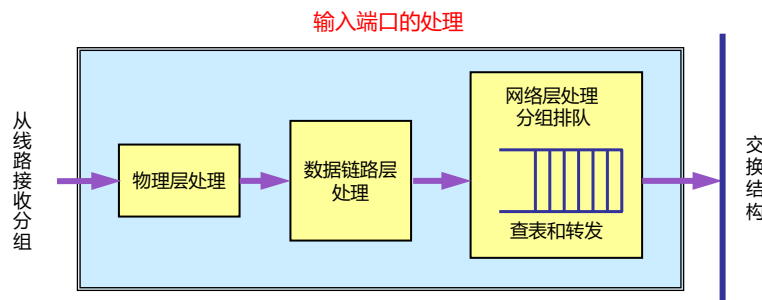 输入端口的处理
从线路接收分组
物理层处理
数据链路层
处理
网络层处理
分组排队
查表和转发
交换结构